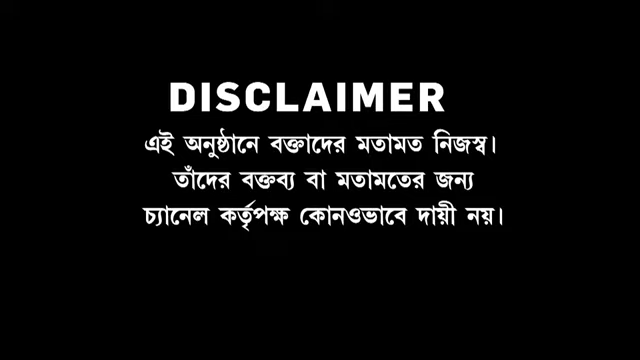 DISCLAIMER
এই অনুষ্ঠানে বক্তাদের মতামত নিজস্ব।
তাঁদের বক্তব্য বা মতামতের জন্য
চ্যানেল কর্তৃপক্ষ কোনওভাবে দায়ী নয়।